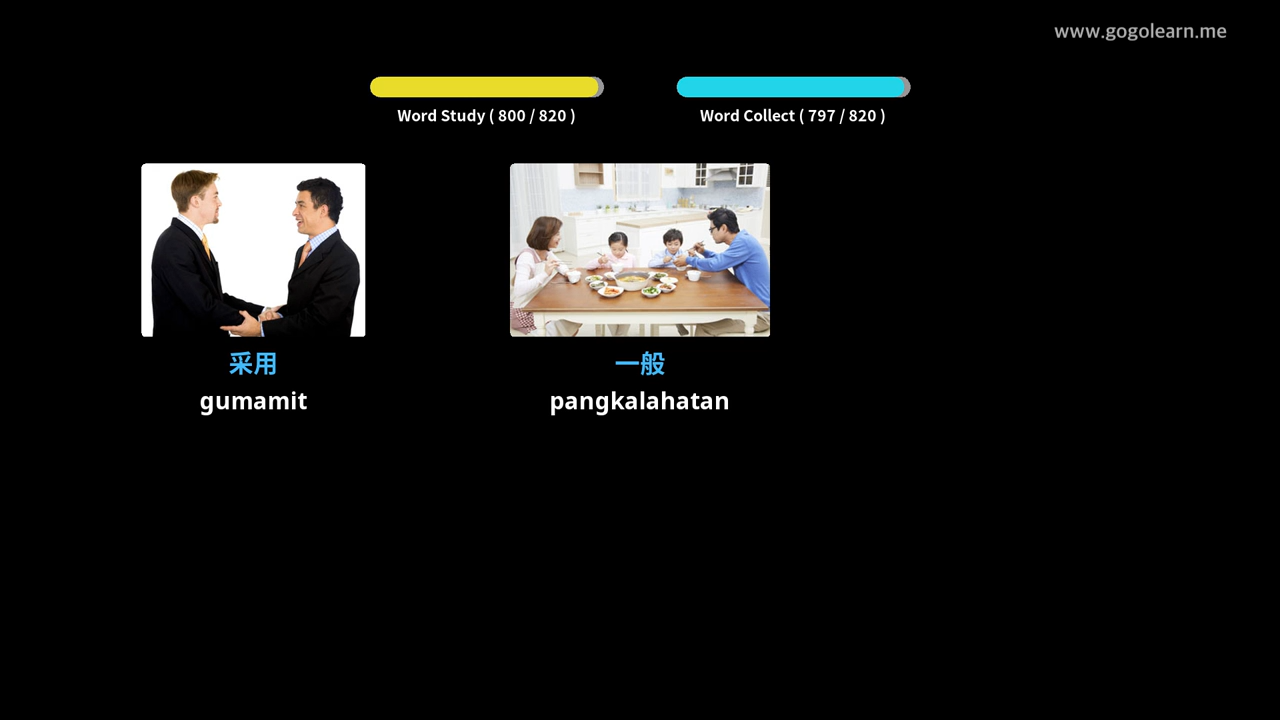 www.gogolearn.me
Word Study ( 800 / 820 )
Word Collect ( 797 / 820 )
采用
gumamit
一般
pangkalahatan